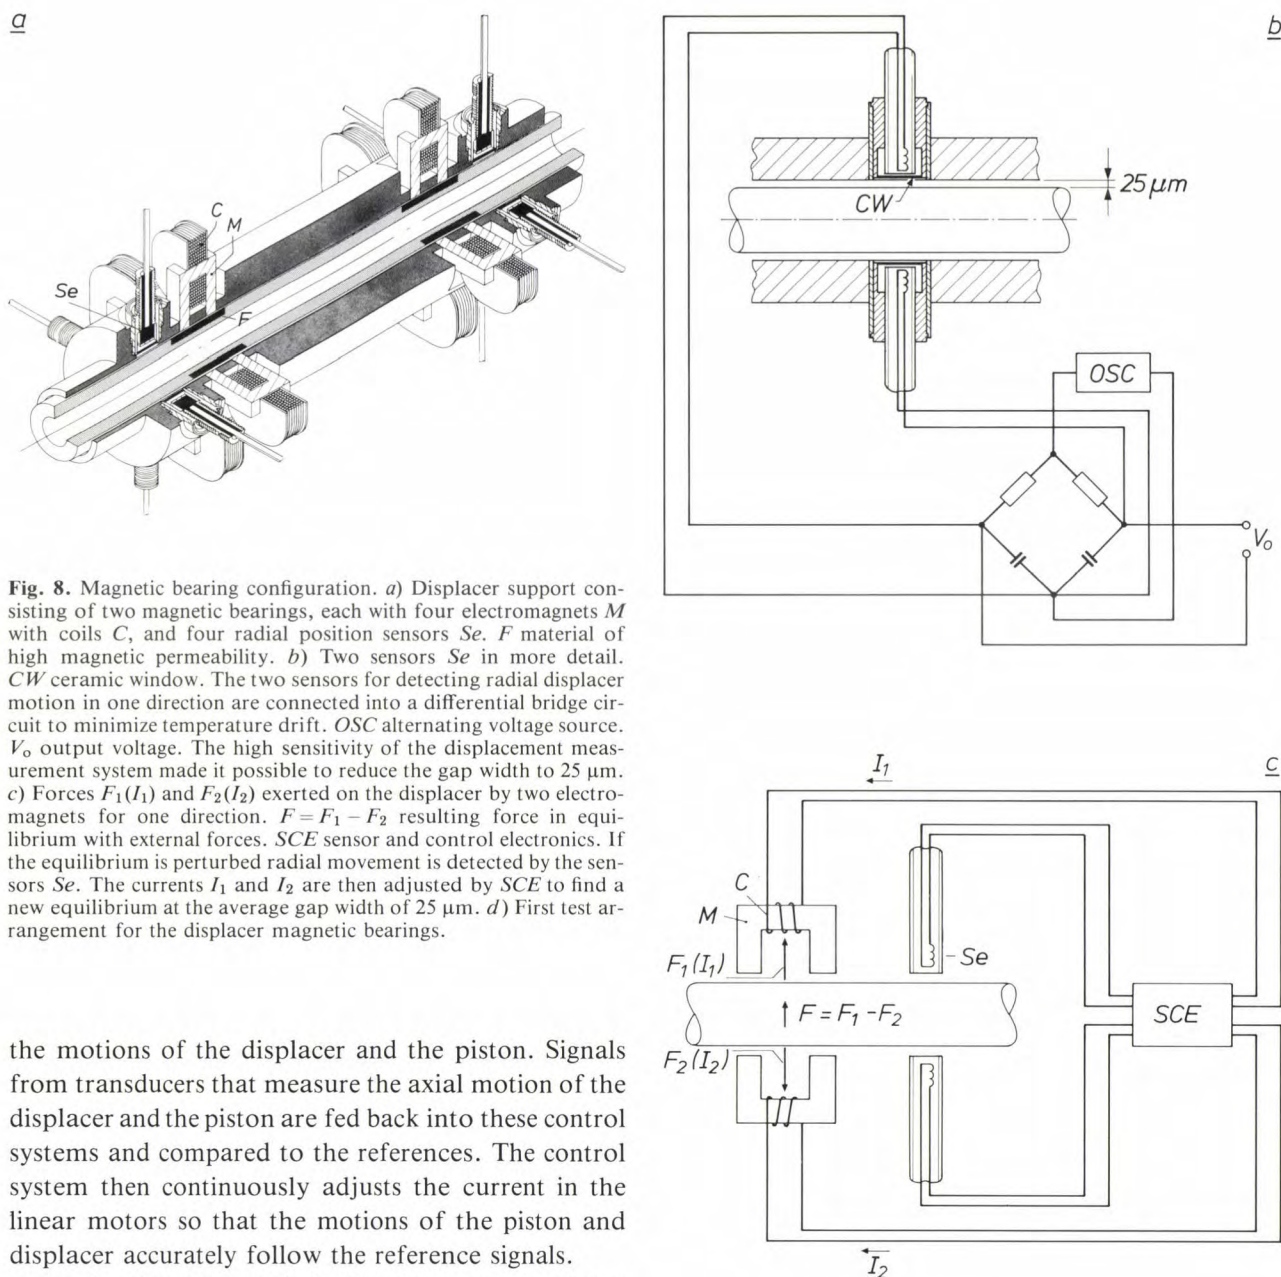 a
C
M
Se
F
b
CW
25 µm
OSC
Vo
Fig. 8. Magnetic bearing configuration. a) Displacer support con-
sisting of two magnetic bearings, each with four electromagnets M
with coils C, and four radial position sensors Se. F material of
high magnetic permeability. b) Two sensors Se in more detail.
CW ceramic window. The two sensors for detecting radial displacer
motion in one direction are connected into a differential bridge cir-
cuit to minimize temperature drift. OSC alternating voltage source.
Vo output voltage. The high sensitivity of the displacement meas-
urement system made it possible to reduce the gap width to 25 µm.
c) Forces F1(I1) and F2(I2) exerted on the displacer by two electro-
magnets for one direction. F = F1 − F2 resulting force in equi-
librium with external forces. SCE sensor and control electronics. If
the equilibrium is perturbed radial movement is detected by the sen-
sors Se. The currents I1 and I2 are then adjusted by SCE to find a
new equilibrium at the average gap width of 25 µm. d) First test ar-
rangement for the displacer magnetic bearings.
the motions of the displacer and the piston. Signals
from transducers that measure the axial motion of the
displacer and the piston are fed back into these control
systems and compared to the references. The control
system then continuously adjusts the current in the
linear motors so that the motions of the piston and
displacer accurately follow the reference signals.
I1
c
C
M
F1(I1)
Se
F = F1 − F2
SCE
F2(I2)
I2